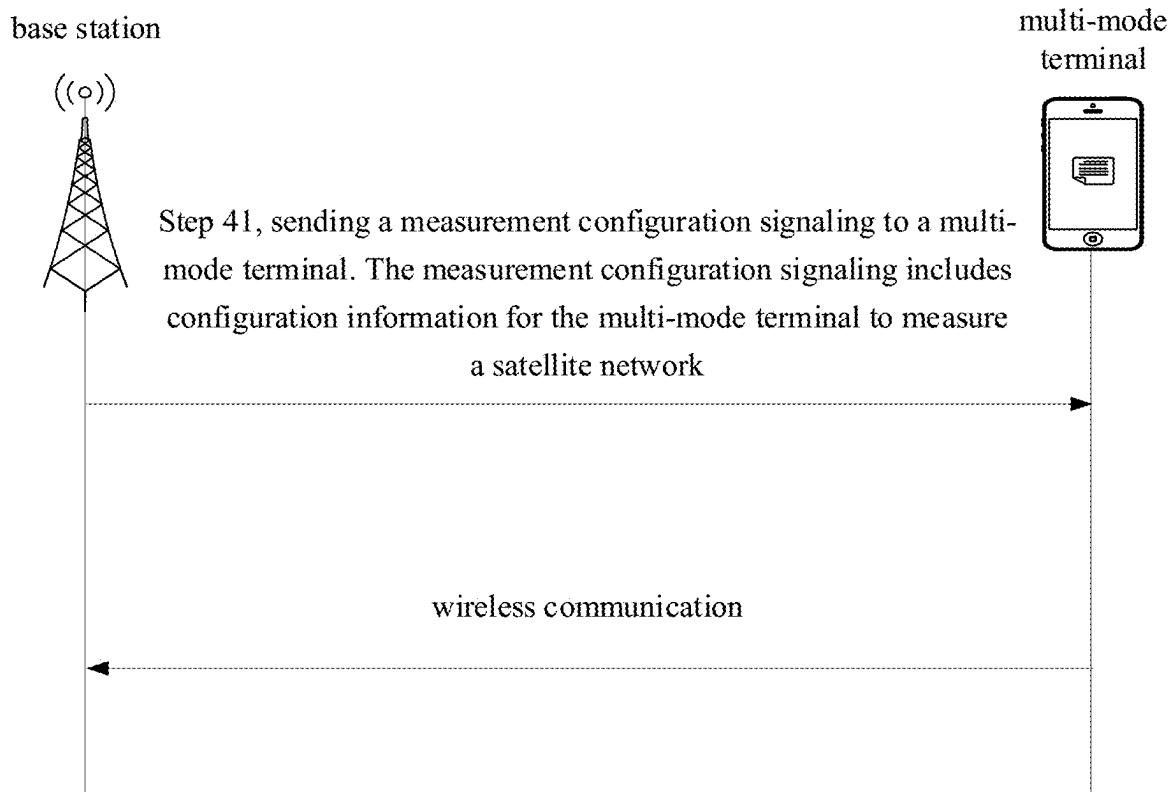 base station
multi-mode
terminal
Step 41, sending a measurement configuration signaling to a multi-
mode terminal. The measurement configuration signaling includes
configuration information for the multi-mode terminal to measure
a satellite network
wireless communication